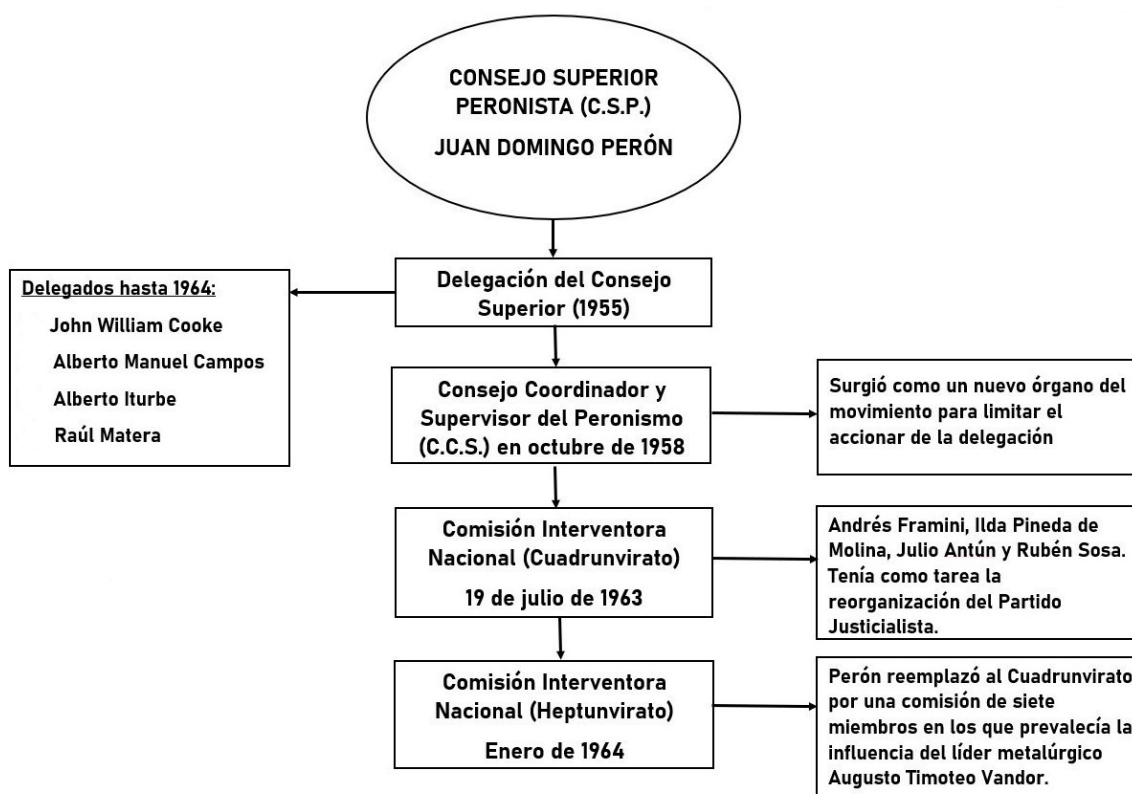 CONSEJO SUPERIOR
PERONISTA (C.S.P.)
JUAN DOMINGO PERÓN
Delegación del Consejo
Superior (1955)
Delegados hasta 1964:
John William Cooke
Alberto Manuel Campos
Alberto Iturbe
Raúl Matera
Consejo Coordinador y
Supervisor del Peronismo
(C.C.S.) en octubre de 1958
Surgió como un nuevo órgano del
movimiento para limitar el
accionar de la delegación
Comisión Interventora
Nacional (Cuadrunvirato)
19 de julio de 1963
Andrés Framini, Ilda Pineda de
Molina, Julio Antún y Rubén Sosa.
Tenía como tarea la
reorganización del Partido
Justicialista.
Comisión Interventora
Nacional (Heptunvirato)
Enero de 1964
Perón reemplazó al Cuadrunvirato
por una comisión de siete
miembros en los que prevalecía la
influencia del líder metalúrgico
Augusto Timoteo Vandor.